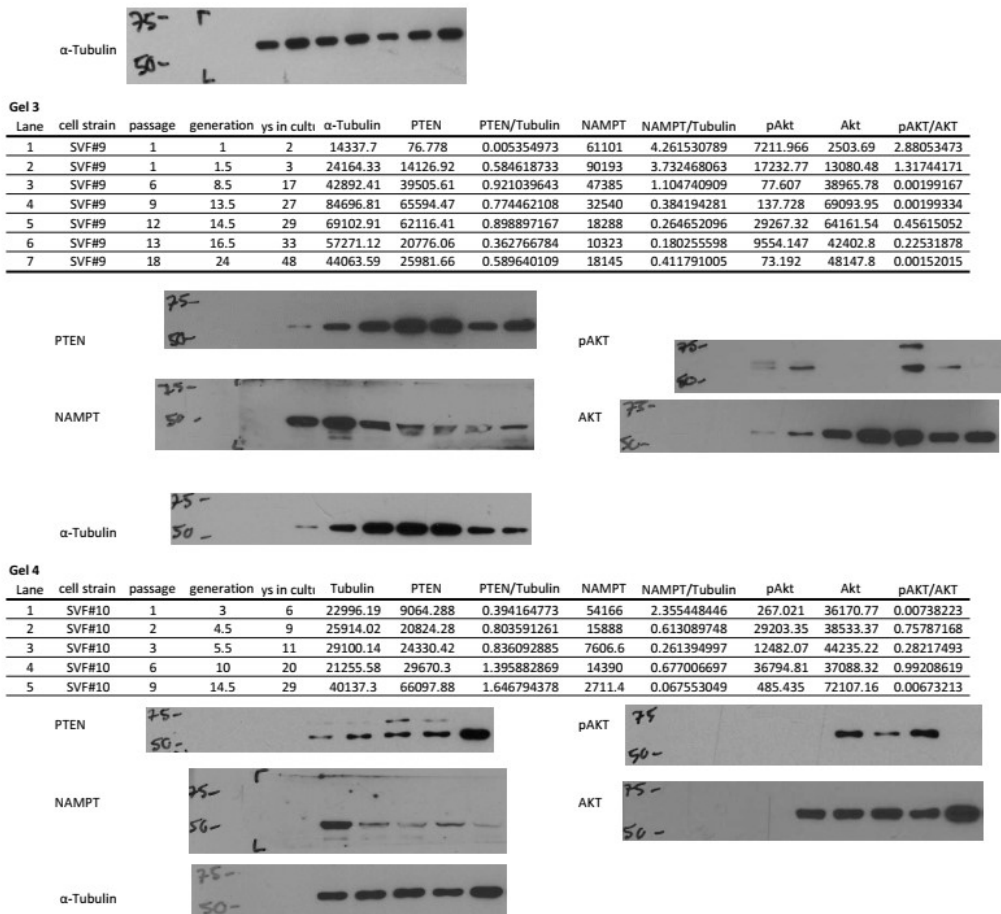 75-
α-Tubulin
50-
Gel 3
Lane cell strain passage generation ys in cultu α-Tubulin PTEN PTEN/Tubulin NAMPT NAMPT/Tubulin pAkt Akt pAKT/AKT
1 SVF#9 1 1 2 14337.7 76.778 0.005354973 61101 4.261530789 7211.966 2503.69 2.88053473
2 SVF#9 1 1.5 3 24164.33 14126.92 0.584618733 90193 3.732468063 17232.77 13080.48 1.31744171
3 SVF#9 6 8.5 17 42892.41 39505.61 0.921039643 47385 1.104740909 77.607 38965.78 0.00199167
4 SVF#9 9 13.5 27 84696.81 65594.47 0.774462108 32540 0.384194281 137.728 69093.95 0.00199334
5 SVF#9 12 14.5 29 69102.91 62116.41 0.898897167 18288 0.264652096 29267.32 64161.54 0.45615052
6 SVF#9 13 16.5 33 57271.12 20776.06 0.362766784 10323 0.180255598 9554.147 42402.8 0.22531878
7 SVF#9 18 24 48 44063.59 25981.66 0.589640109 18145 0.411791005 73.192 48147.8 0.00152015
75-
PTEN 50-
pAKT 75-
50-
NAMPT 75-
50-
AKT 75-
50-
75-
α-Tubulin 50-
Gel 4
Lane cell strain passage generation ys in cultu Tubulin PTEN PTEN/Tubulin NAMPT NAMPT/Tubulin pAkt Akt pAKT/AKT
1 SVF#10 1 3 6 22996.19 9064.288 0.394164773 54166 2.355448446 267.021 36170.77 0.00738223
2 SVF#10 2 4.5 9 25914.02 20824.28 0.803591261 15888 0.613089748 29203.35 38533.37 0.75787168
3 SVF#10 3 5.5 11 29100.14 24330.42 0.836092885 7606.6 0.261394997 12482.07 44235.22 0.28217493
4 SVF#10 6 10 20 21255.58 29670.3 1.395882869 14390 0.677006697 36794.81 37088.32 0.99208619
5 SVF#10 9 14.5 29 40137.3 66097.88 1.646794378 2711.4 0.067553049 485.435 72107.16 0.00673213
PTEN 75-
50-
pAKT 75
50-
NAMPT 75-
50-
AKT 75-
50-
75-
α-Tubulin 50-